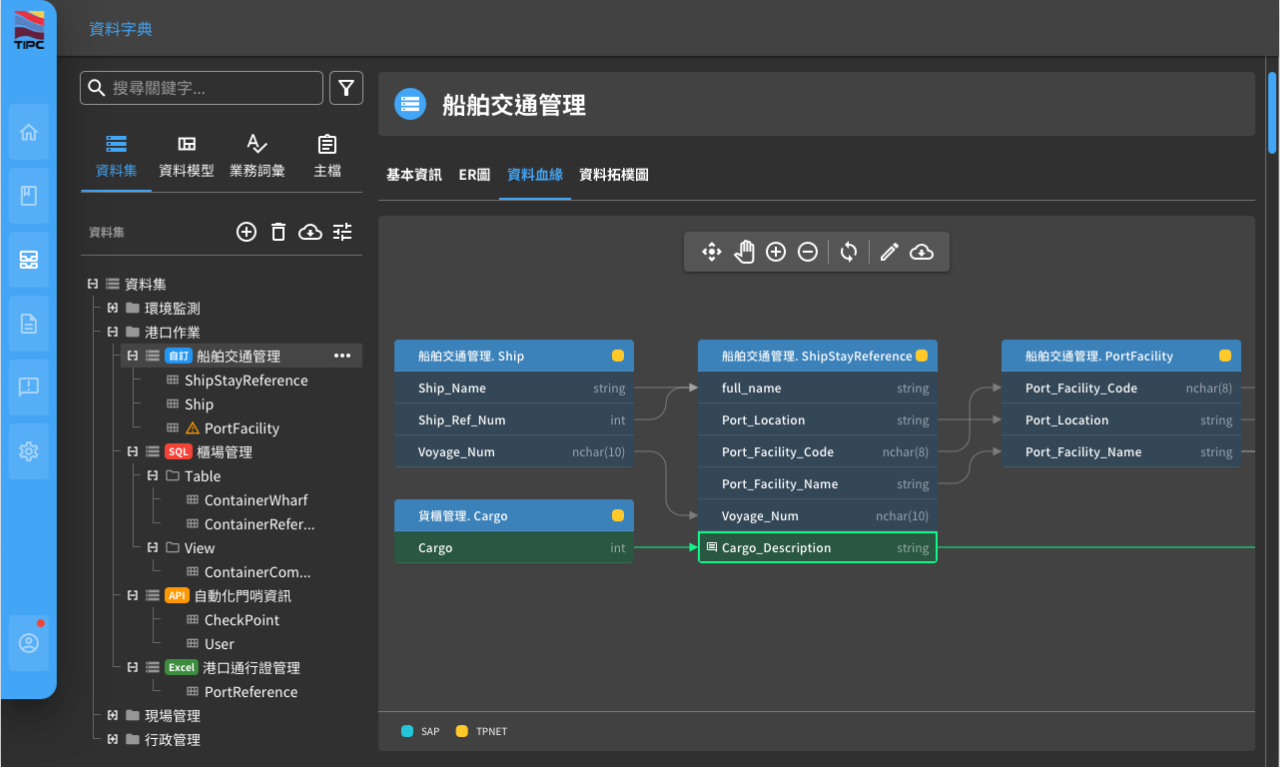 TIPC
資料字典
搜尋關鍵字...
資料集
資料模型
業務詞彙
主檔
資料集
資料集
環境監測
港口作業
自訂 船舶交通管理
ShipStayReference
Ship
PortFacility
SQL 櫃場管理
Table
ContainerWharf
ContainerRefer...
View
ContainerCom...
API 自動化門哨資訊
CheckPoint
User
Excel 港口通行證管理
PortReference
現場管理
行政管理
船舶交通管理
基本資訊
ER圖
資料血緣
資料拓樸圖
船舶交通管理. Ship
Ship_Name string
Ship_Ref_Num int
Voyage_Num nchar(10)
貨櫃管理. Cargo
Cargo int
船舶交通管理. ShipStayReference
full_name string
Port_Location string
Port_Facility_Code nchar(8)
Port_Facility_Name string
Voyage_Num nchar(10)
Cargo_Description string
船舶交通管理. PortFacility
Port_Facility_Code nchar(8)
Port_Location string
Port_Facility_Name string
SAP
TPNET